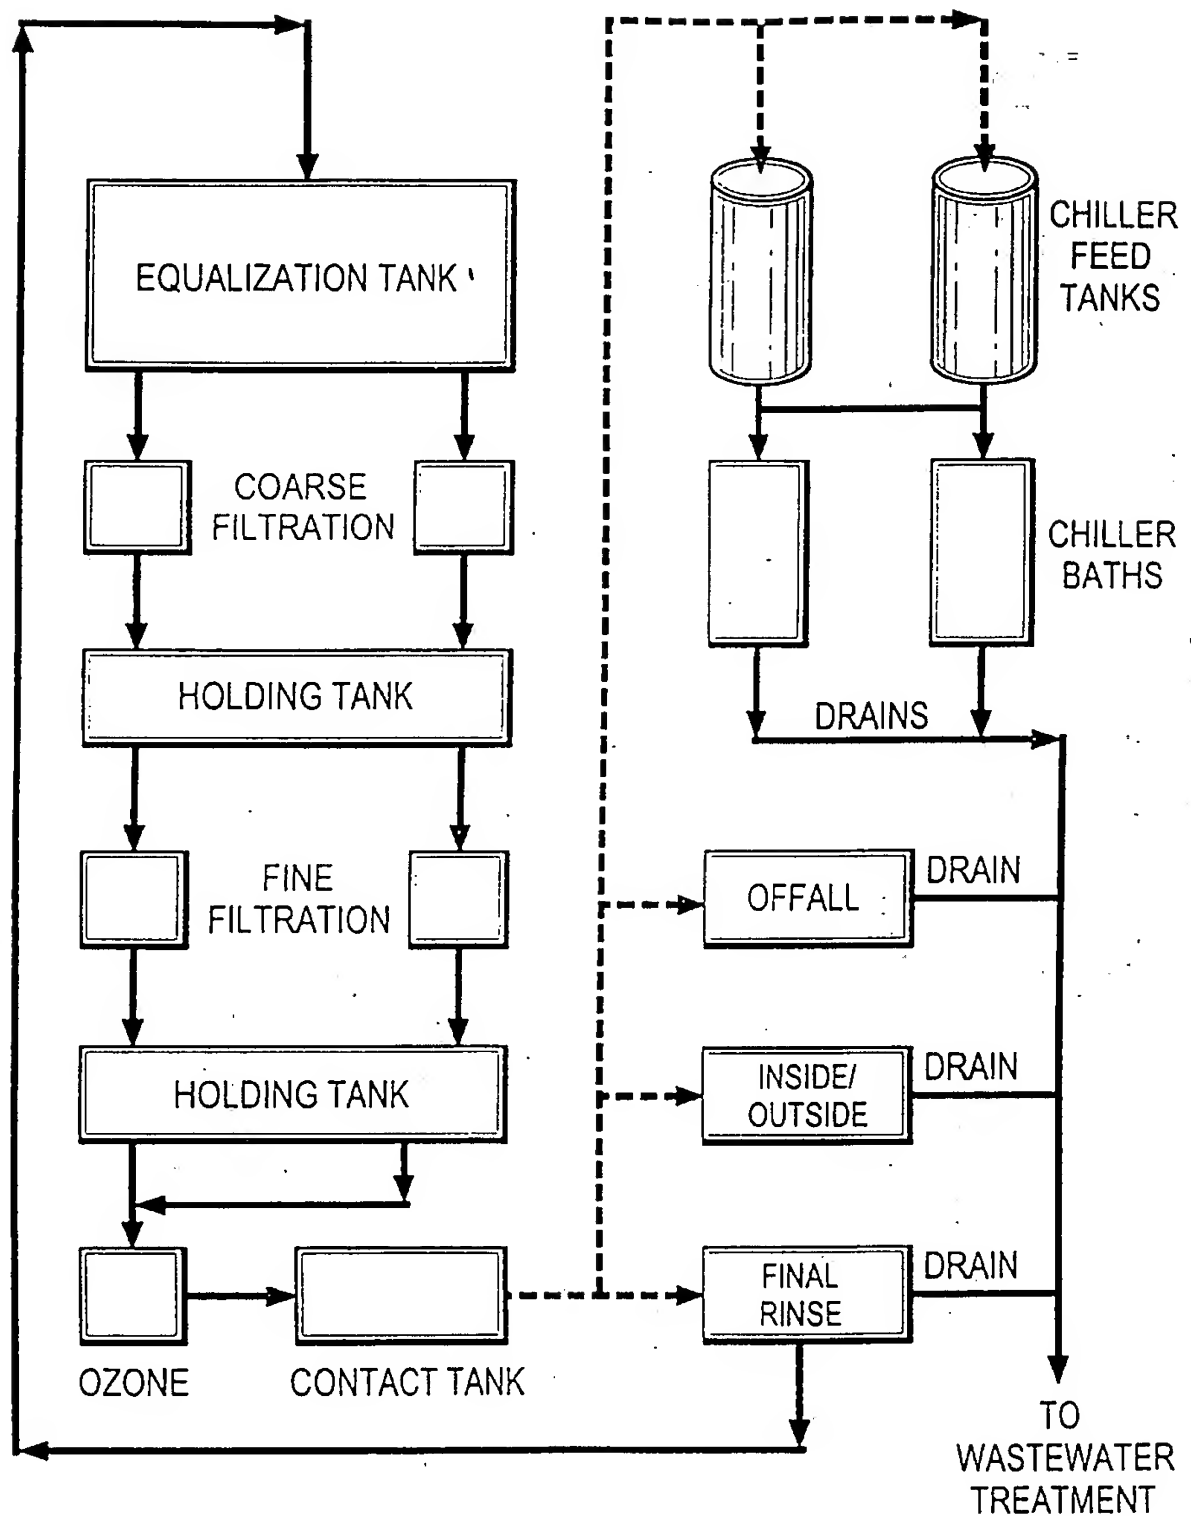 EQUALIZATION TANK
COARSE
FILTRATION
HOLDING TANK
FINE
FILTRATION
HOLDING TANK
OZONE
CONTACT TANK
CHILLER
FEED
TANKS
CHILLER
BATHS
DRAINS
OFFALL
DRAIN
INSIDE/
OUTSIDE
DRAIN
FINAL
RINSE
DRAIN
TO
WASTEWATER
TREATMENT